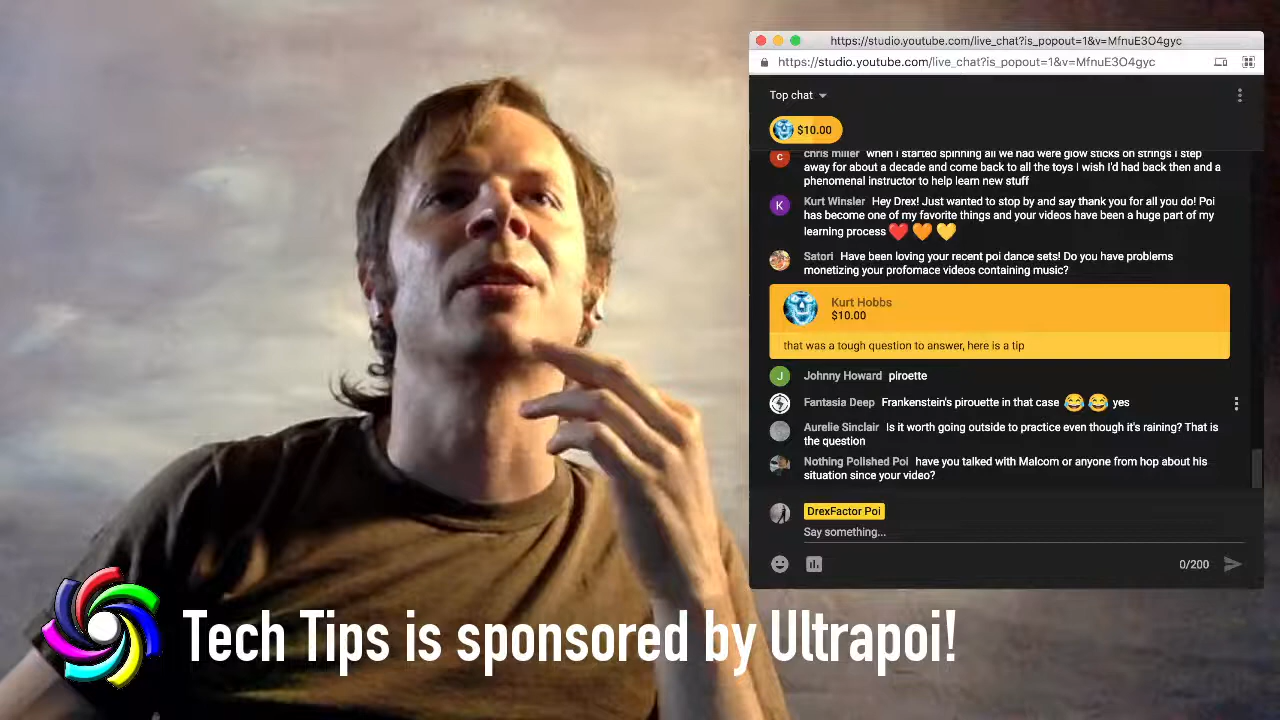 https://studio.youtube.com/live_chat?is_popout=1&v=MfnuE3O4gyc
https://studio.youtube.com/live_chat?is_popout=1&v=MfnuE3O4gyc
Top chat
$10.00
C chris miller when I started spinning all we had were glow sticks on strings I step
away for about a decade and come back to all the toys I wish I'd had back then and a
phenomenal instructor to help learn new stuff
K Kurt Winsler Hey Drex! Just wanted to stop by and say thank you for all you do! Poi
has become one of my favorite things and your videos have been a huge part of my
learning process ❤️ 🧡 💛
Satori Have been loving your recent poi dance sets! Do you have problems
monetizing your profomace videos containing music?
Kurt Hobbs
$10.00
that was a tough question to answer, here is a tip
J Johnny Howard piroette
Fantasia Deep Frankenstein's pirouette in that case 😂 😂 yes
Aurelie Sinclair Is it worth going outside to practice even though it's raining? That is
the question
Nothing Polished Poi have you talked with Malcom or anyone from hop about his
situation since your video?
DrexFactor Poi
Say something...
0/200
Tech Tips is sponsored by Ultrapoi!